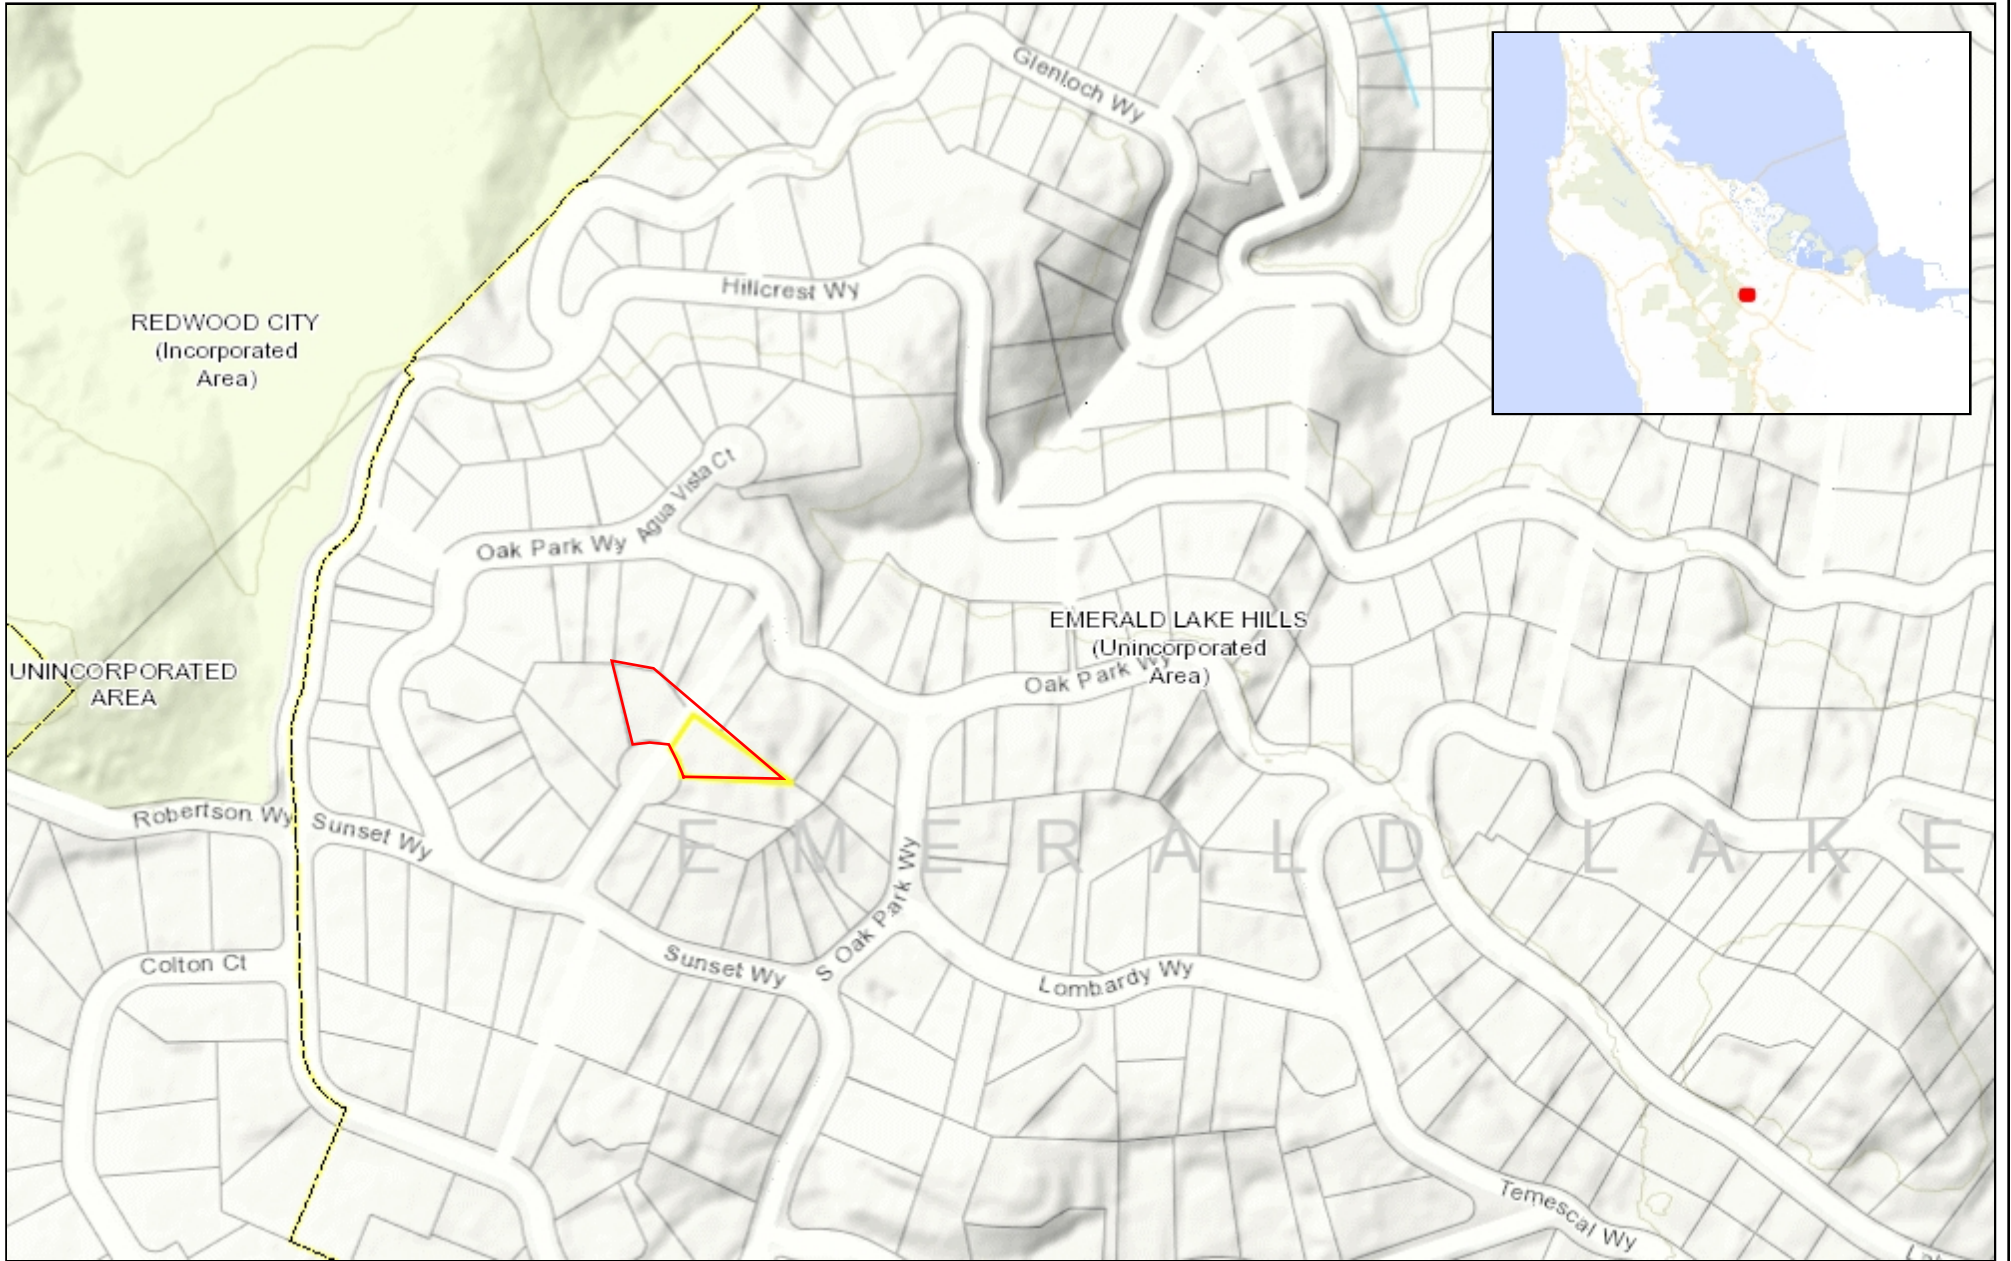 Glenloch Wy
Hillcrest Wy
REDWOOD CITY
(Incorporated
Area)
Agua Vista Ct
Oak Park Wy
EMERALD LAKE HILLS
(Unincorporated
Area)
Oak Park Wy
UNINCORPORATED
AREA
Robertson Wy
Sunset Wy
EMERALD LAKE
S Oak Park Wy
Colton Ct
Sunset Wy
Lombardy Wy
Temescal Wy